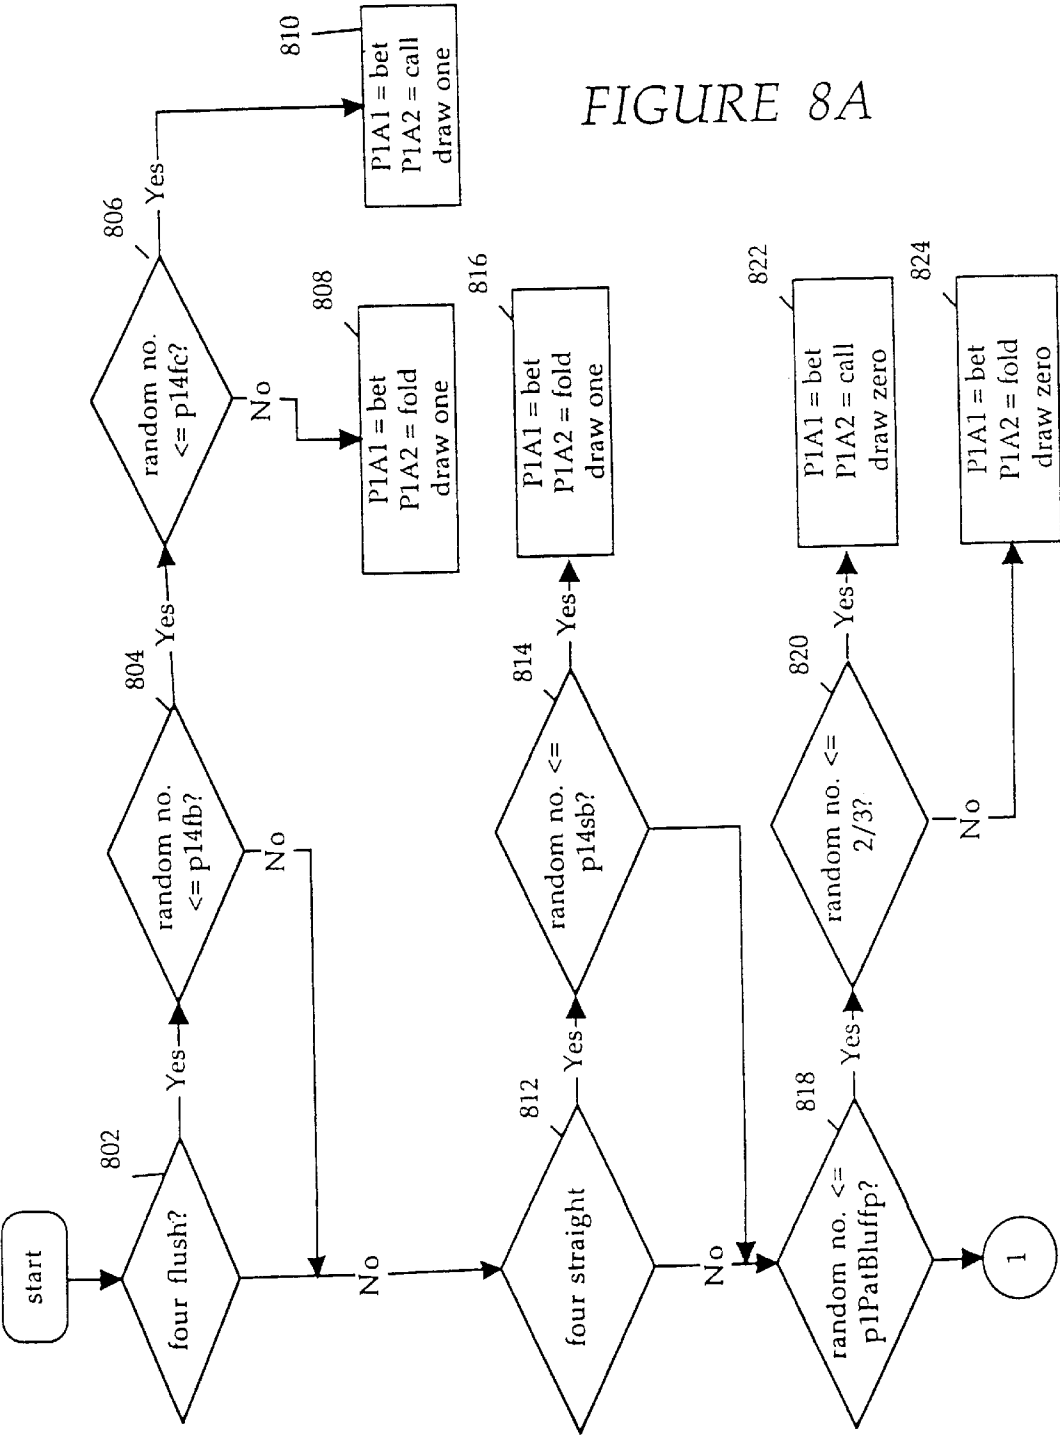 start
802
four flush?
Yes
804
random no.
<= p14fb?
No
Yes
806
random no.
<= p14fc?
No
Yes
808
P1A1 = bet
P1A2 = fold
draw one
810
P1A1 = bet
P1A2 = call
draw one
No
812
four straight
Yes
814
random no. <=
p14sb?
Yes
816
P1A1 = bet
P1A2 = fold
draw one
No
818
random no. <=
p1PatBluffp?
Yes
820
random no. <=
2/3?
Yes
No
822
P1A1 = bet
P1A2 = call
draw zero
824
P1A1 = bet
P1A2 = fold
draw zero
1
FIGURE 8A